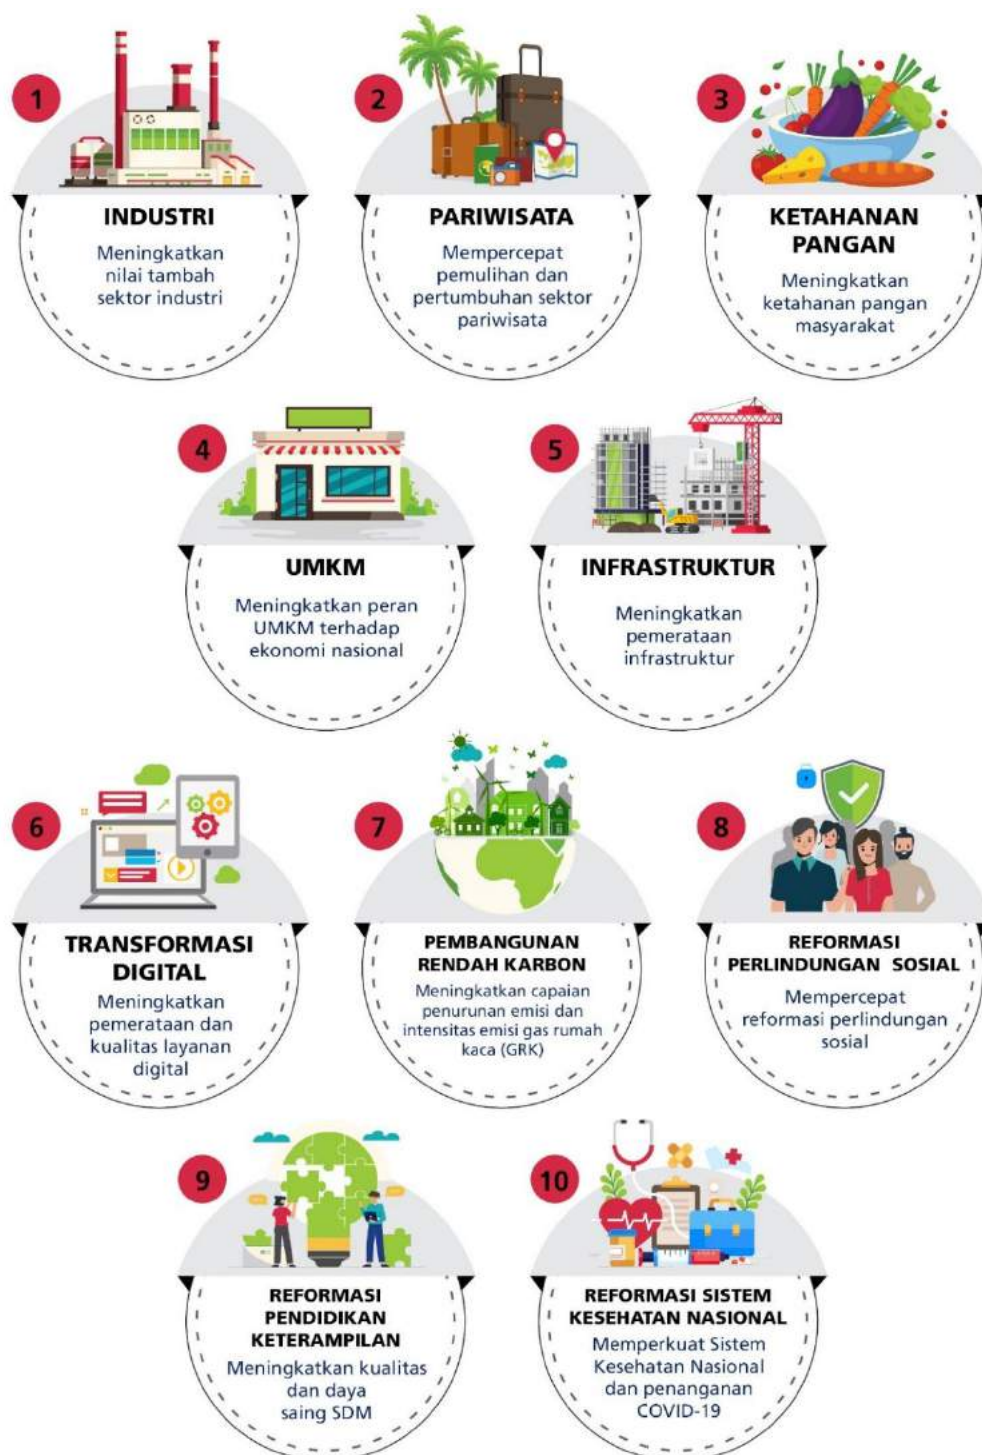 1
INDUSTRI
Meningkatkan
nilai tambah
sektor industri
2
PARIWISATA
Mempercepat
pemulihan dan
pertumbuhan sektor
pariwisata
3
KETAHANAN
PANGAN
Meningkatkan
ketahanan pangan
masyarakat
4
UMKM
Meningkatkan peran
UMKM terhadap
ekonomi nasional
5
INFRASTRUKTUR
Meningkatkan
pemerataan
infrastruktur
6
TRANSFORMASI
DIGITAL
Meningkatkan
pemerataan dan
kualitas layanan
digital
7
PEMBANGUNAN
RENDAH KARBON
Meningkatkan capaian
penurunan emisi dan
intensitas emisi gas rumah
kaca (GRK)
8
REFORMASI
PERLINDUNGAN SOSIAL
Mempercepat
reformasi perlindungan
sosial
9
REFORMASI
PENDIDIKAN
KETERAMPILAN
Meningkatkan kualitas
dan daya
saing SDM
10
REFORMASI SISTEM
KESEHATAN NASIONAL
Memperkuat Sistem
Kesehatan Nasional
dan penanganan
COVID-19